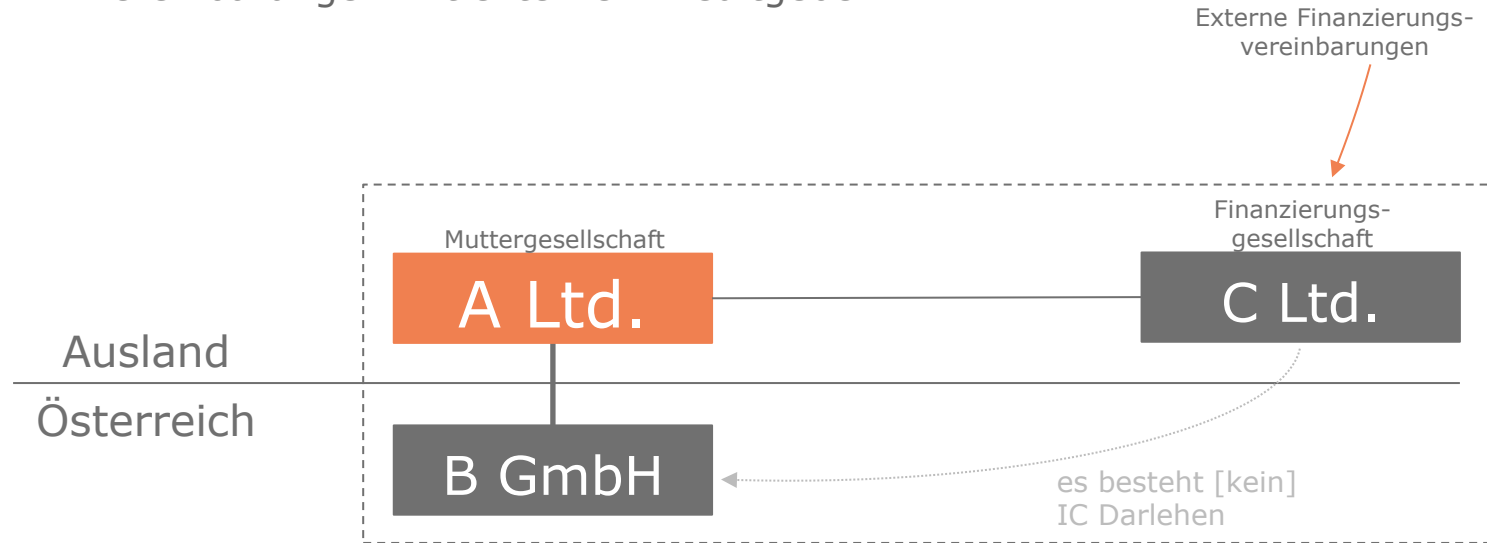 Externe Finanzierungs-
vereinbarungen
Muttergesellschaft
A Ltd.
Finanzierungs-
gesellschaft
C Ltd.
Ausland
Österreich
B GmbH
es besteht [kein]
IC Darlehen